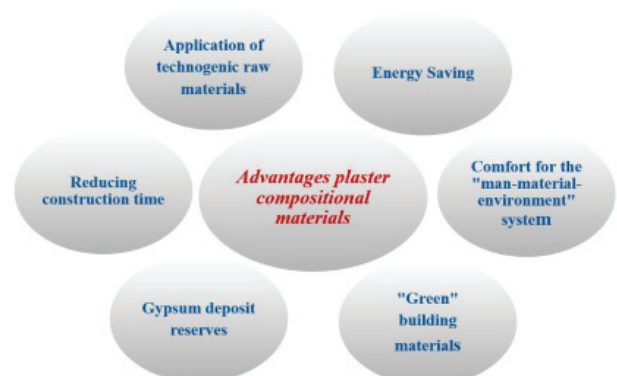 Application of
technogenic raw
materials
Energy Saving
Reducing
construction time
Advantages plaster
compositional
materials
Comfort for the
"man-material-
environment"
system
Gypsum deposit
reserves
"Green"
building
materials